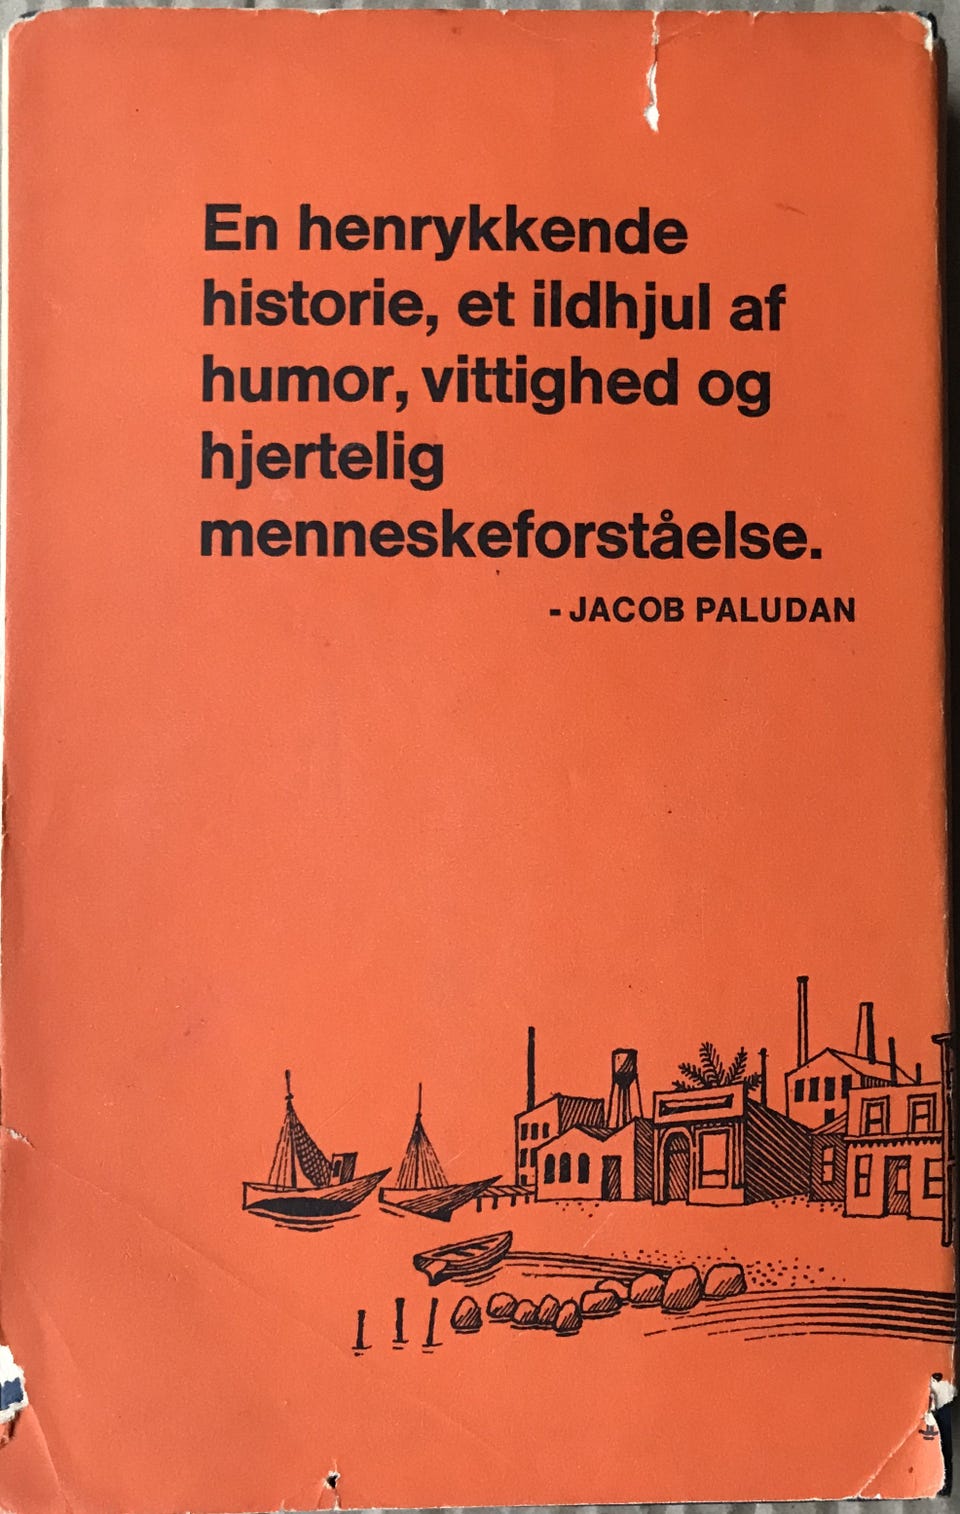 En henrykkende
historie, et ildhjul af
humor, vittighed og
hjertelig
menneskeforståelse.
- JACOB PALUDAN